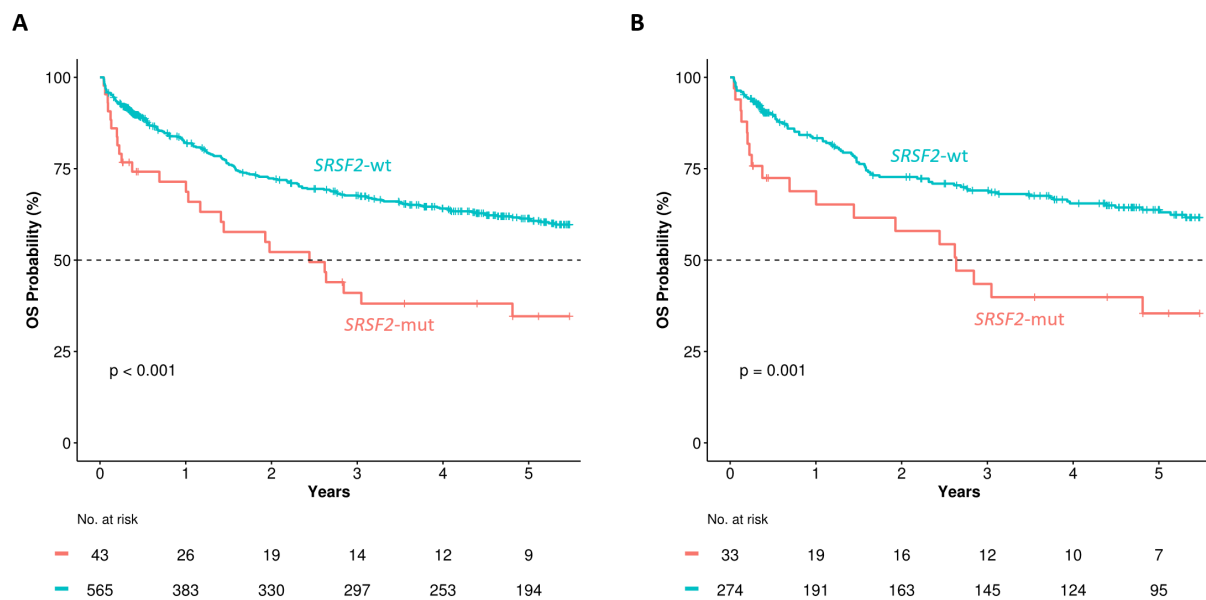 A
OS Probability (%)
100
75
50
25
0
SRSF2-wt
SRSF2-mut
p < 0.001
0 1 2 3 4 5
Years
No. at risk
43 26 19 14 12 9
565 383 330 297 253 194
B
OS Probability (%)
100
75
50
25
0
SRSF2-wt
SRSF2-mut
p = 0.001
0 1 2 3 4 5
Years
No. at risk
33 19 16 12 10 7
274 191 163 145 124 95